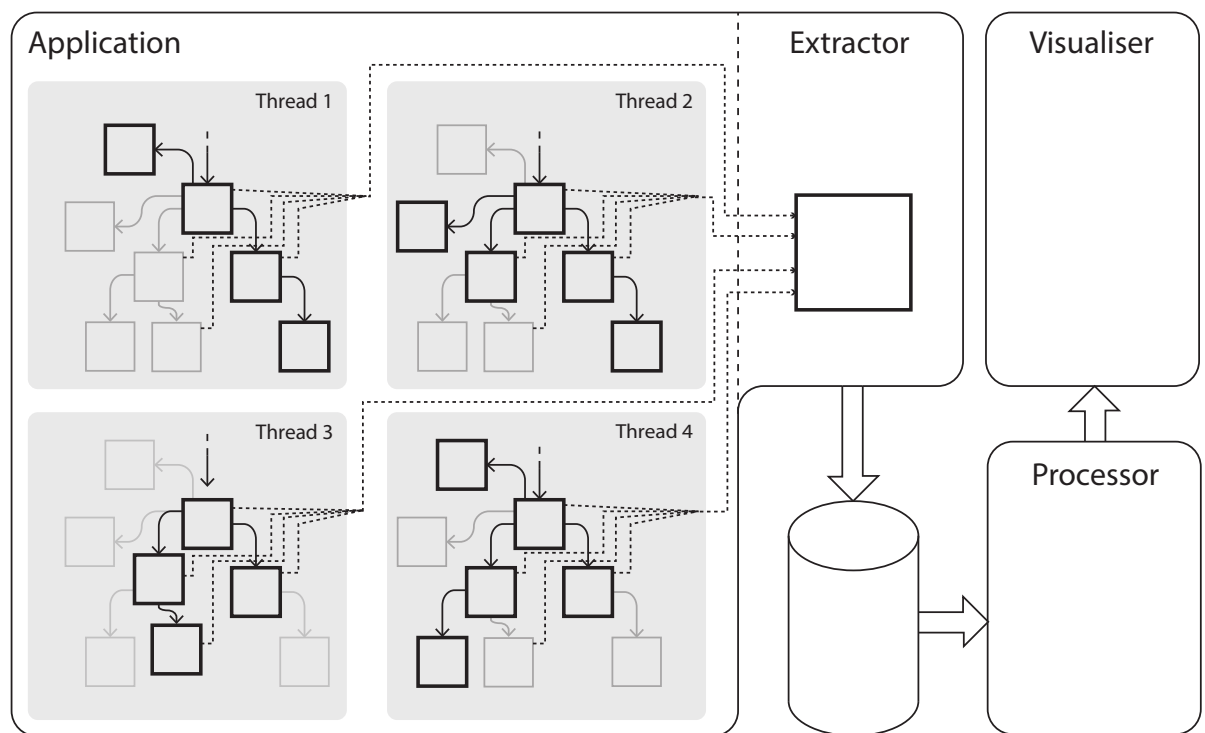 Application
Extractor
Visualiser
Thread 1
Thread 2
Thread 3
Thread 4
Processor